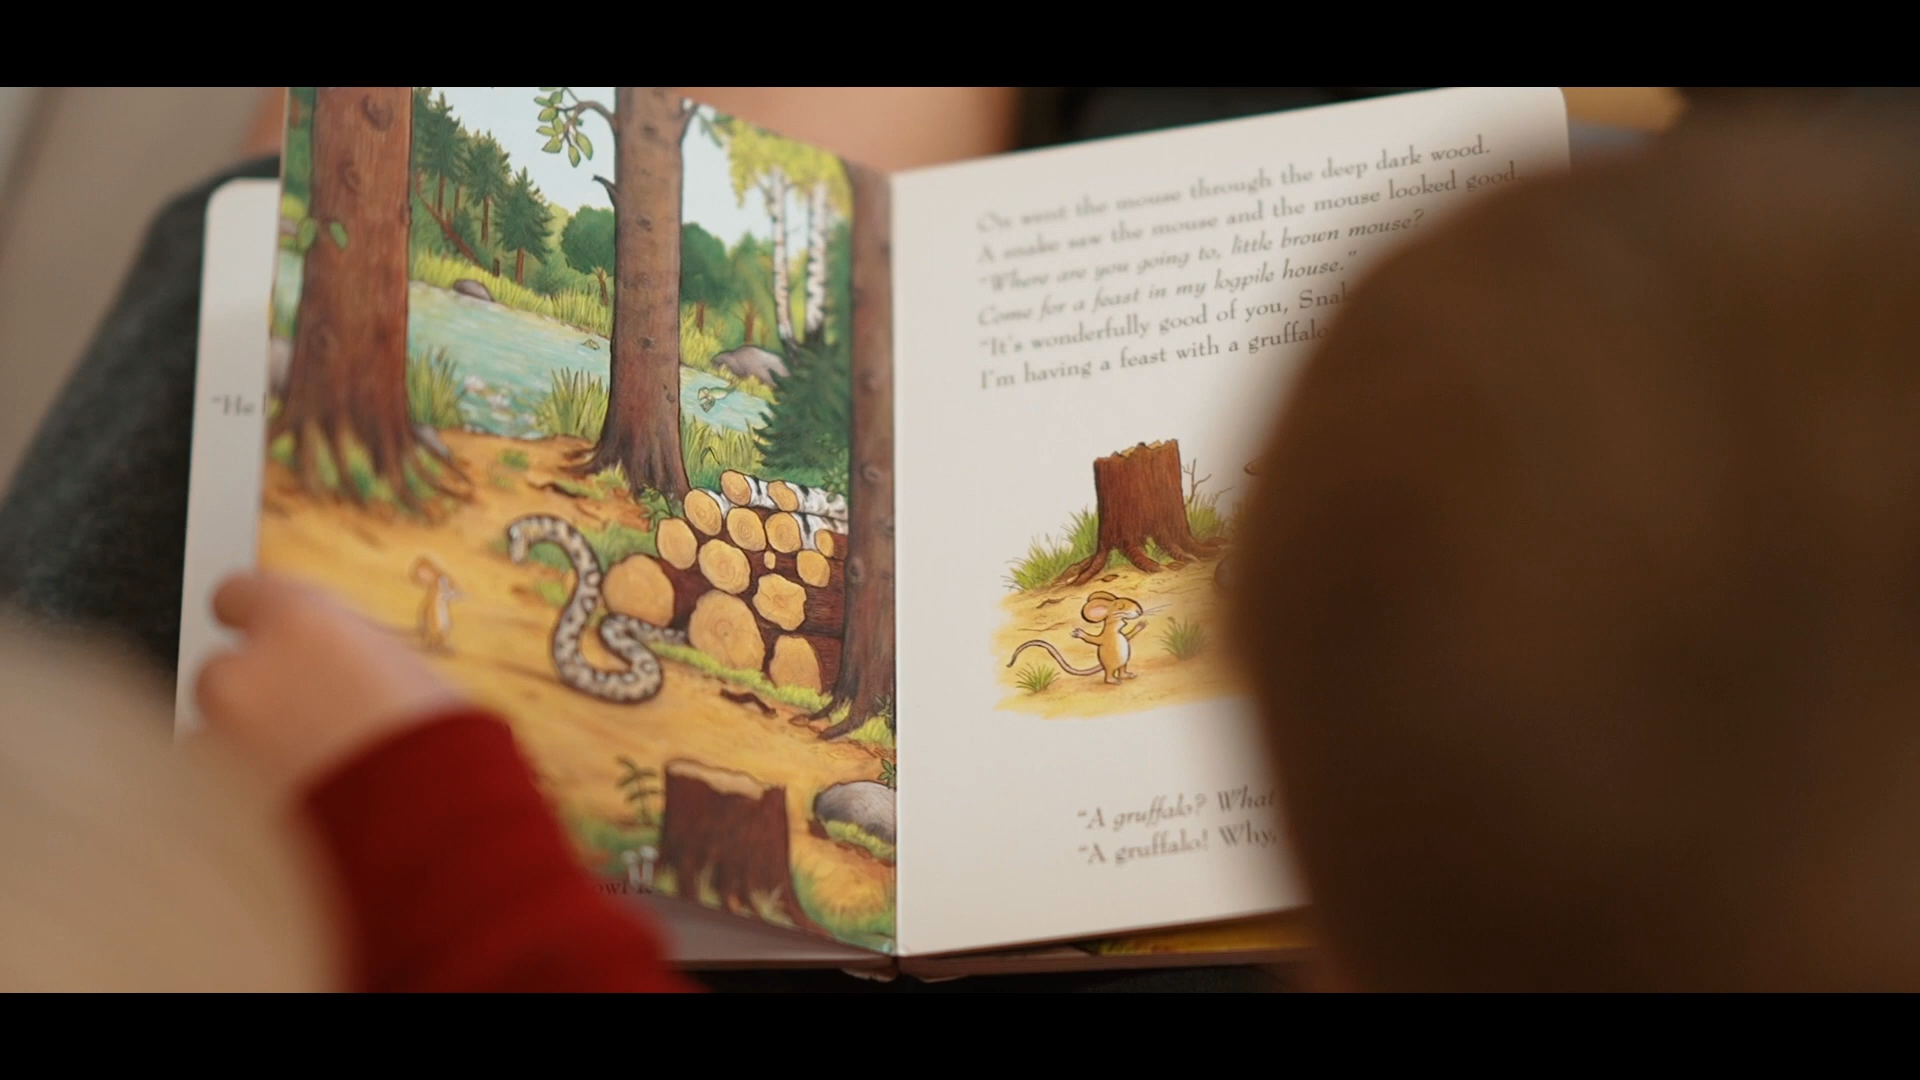 "He
owl
On went the mouse through the deep dark wood.
A snake saw the mouse and the mouse looked good.
"Where are you going to, little brown mouse?
Come for a feast in my logpile house."
"It's wonderfully good of you, Snak
I'm having a feast with a gruffalo
"A gruffalo? What
"A gruffalo! Why,